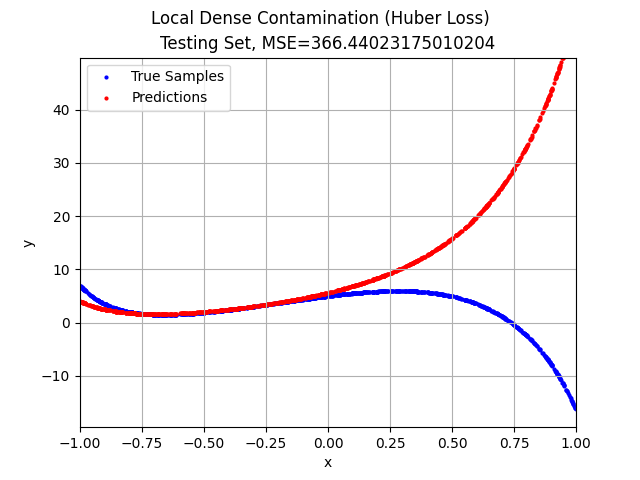 Local Dense Contamination (Huber Loss)
Testing Set, MSE=366.44023175010204
True Samples
Predictions
y
40
30
20
10
0
−10
−1.00 −0.75 −0.50 −0.25 0.00 0.25 0.50 0.75 1.00
x